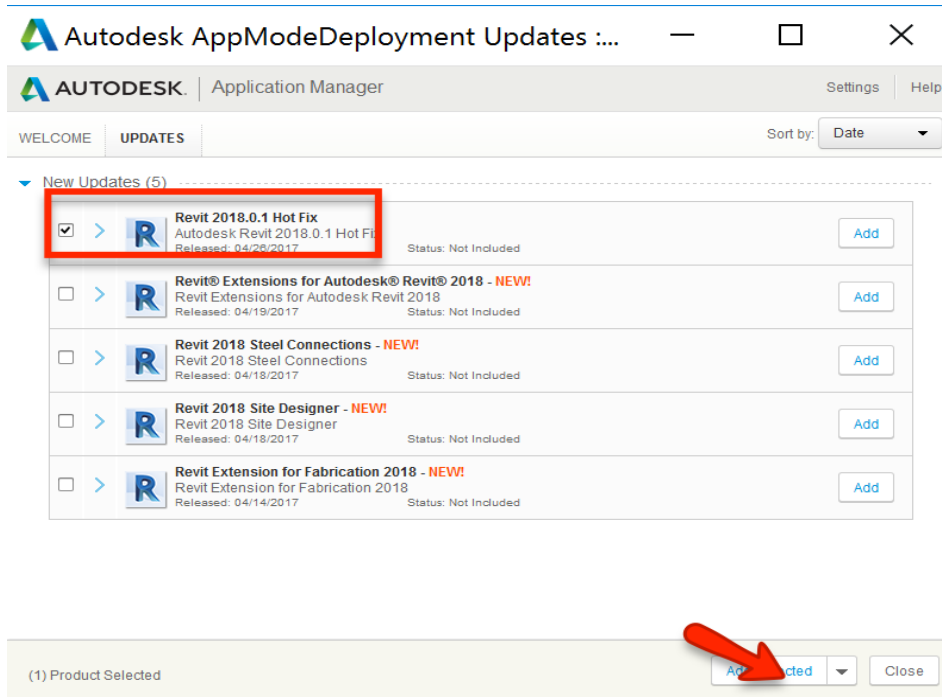 Autodesk AppModeDeployment Updates :...
AUTODESK. Application Manager Settings Help
WELCOME UPDATES Sort by: Date
New Updates (5)
Revit 2018.0.1 Hot Fix
Autodesk Revit 2018.0.1 Hot Add
Released: 04/26/2017 Status: Not Included
Revit® Extensions for Autodesk® Revit® 2018 - NEW!
Revit Extensions for Autodesk Revit 2018 Add
Released: 04/19/2017 Status: Not Included
Revit 2018 Steel Connections - NEW!
Revit 2018 Steel Connections Add
Released: 04/18/2017 Status: Not Included
Revit 2018 Site Designer - NEW!
Revit 2018 Site Designer Add
Released: 04/18/2017 Status: Not Included
Revit Extension for Fabrication 2018 - NEW!
Revit Extension for Fabrication 2018 Add
Released: 04/14/2017 Status: Not Included
(1) Product Selected Close